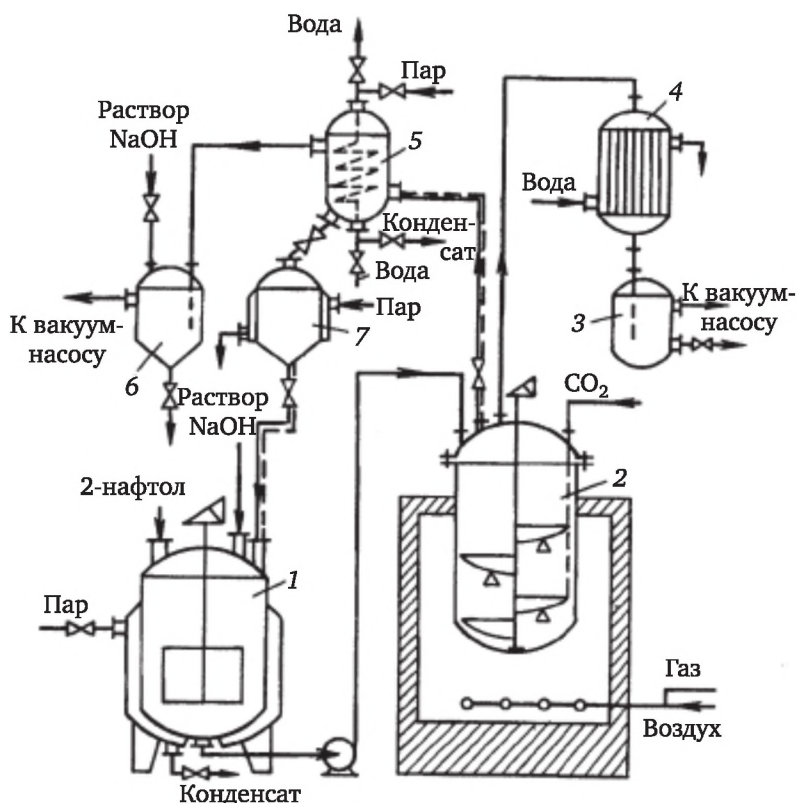 Вода
Пар
Раствор
NaOH
5
4
Вода
Конден-
сат
Вода
Пар
7
К вакуум-
насосу
6
3
К вакуум-
насосу
Раствор
NaOH
CO₂
2-нафтол
2
1
Пар
Газ
Воздух
Конденсат